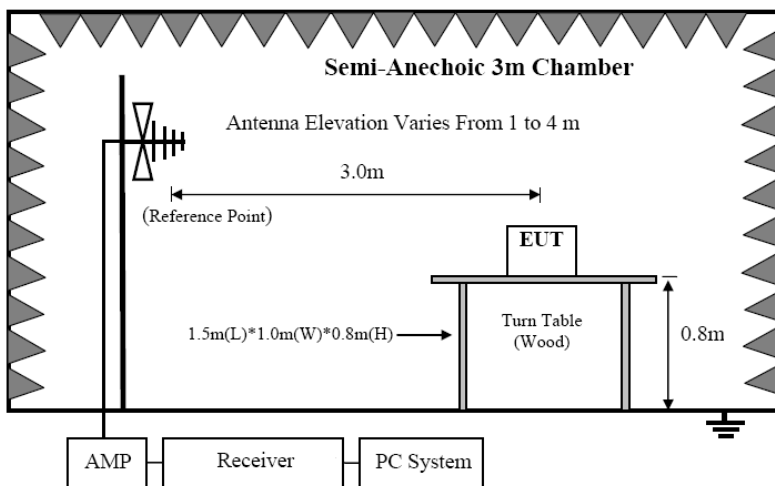 Semi-Anechoic 3m Chamber
Antenna Elevation Varies From 1 to 4 m
3.0m
(Reference Point)
EUT
1.5m(L)*1.0m(W)*0.8m(H)
Turn Table
(Wood)
0.8m
AMP
Receiver
PC System